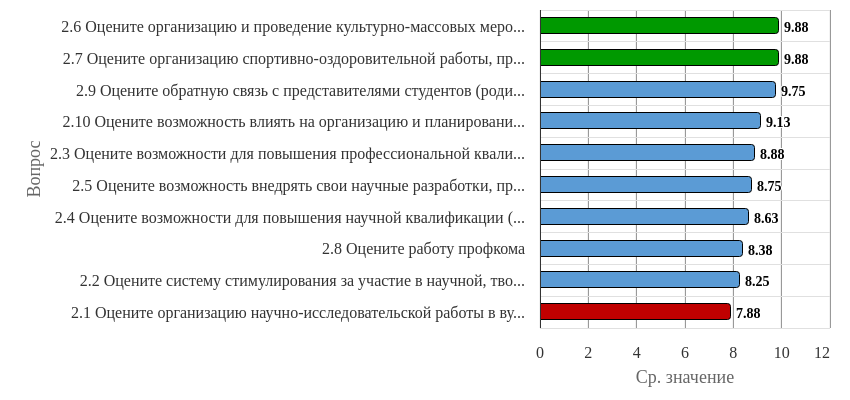 2.6 Оцените организацию и проведение культурно-массовых меро... 9.88
2.7 Оцените организацию спортивно-оздоровительной работы, пр... 9.88
2.9 Оцените обратную связь с представителями студентов (роди... 9.75
2.10 Оцените возможность влиять на организацию и планировани... 9.13
2.3 Оцените возможности для повышения профессиональной квали... 8.88
2.5 Оцените возможность внедрять свои научные разработки, пр... 8.75
2.4 Оцените возможности для повышения научной квалификации (... 8.63
2.8 Оцените работу профкома 8.38
2.2 Оцените систему стимулирования за участие в научной, тво... 8.25
2.1 Оцените организацию научно-исследовательской работы в ву... 7.88
Вопрос
0 2 4 6 8 10 12
Ср. значение